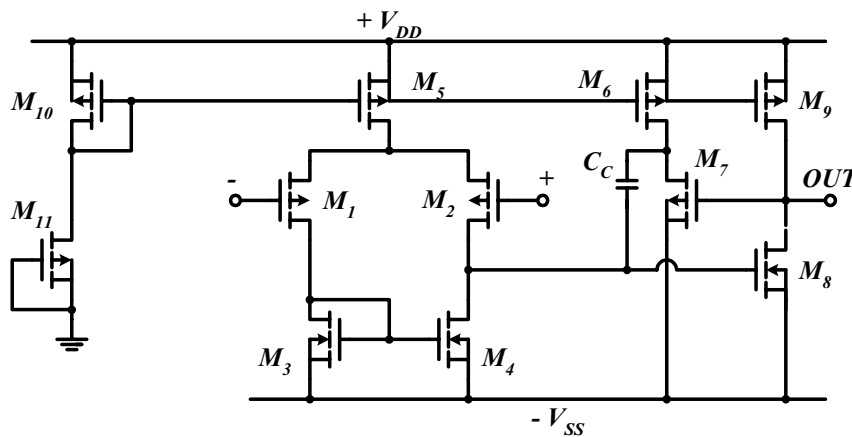 + V_DD
M_10
M_5
M_6
M_9
C_C
M_7
OUT
-
+
M_1
M_2
M_11
M_8
M_3
M_4
- V_SS